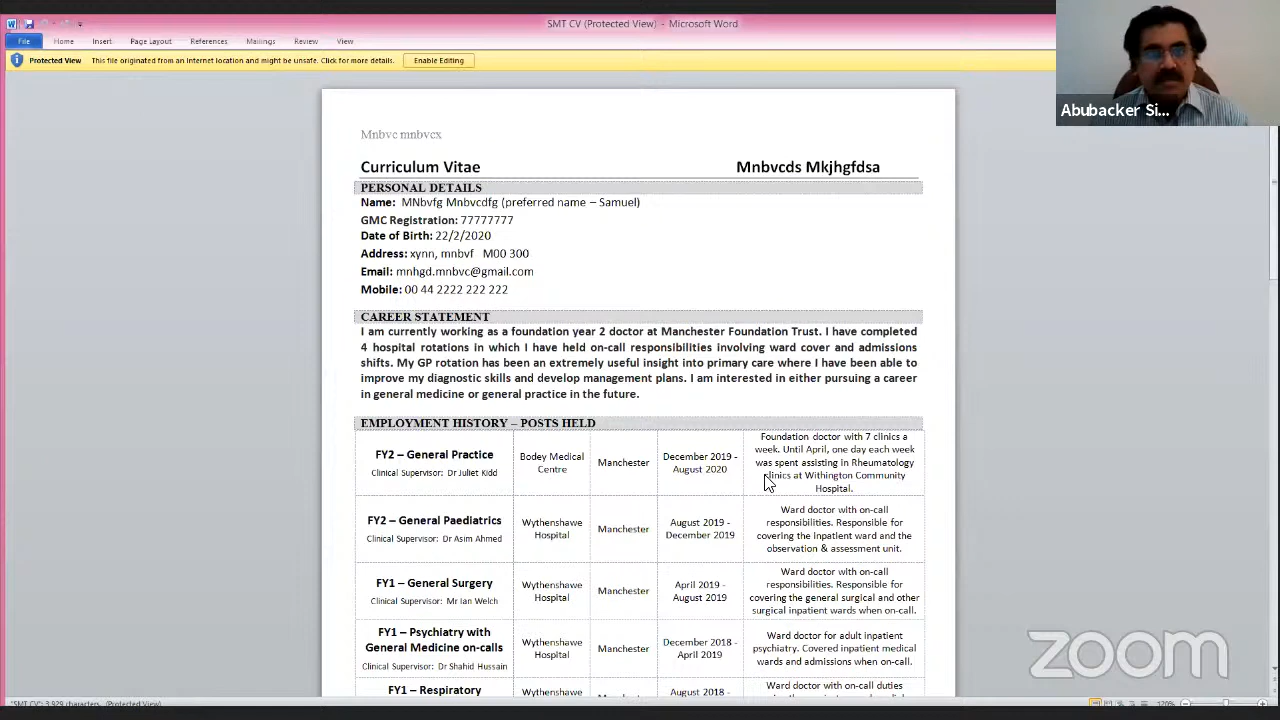 SMT CV (Protected View) - Microsoft Word
File Home Insert Page Layout References Mailings Review View
Protected View This file originated from an Internet location and might be unsafe. Click for more details. Enable Editing
Abubacker Si...
Mnbvc mnbvcx
Curriculum Vitae Mnbvcds Mkjhgfdsa
PERSONAL DETAILS
Name: MNbvfg Mnbvcdfg (preferred name – Samuel)
GMC Registration: 77777777
Date of Birth: 22/2/2020
Address: xynn, mnbvf M00 300
Email: mnhgd.mnbvc@gmail.com
Mobile: 00 44 2222 222 222
CAREER STATEMENT
I am currently working as a foundation year 2 doctor at Manchester Foundation Trust. I have completed
4 hospital rotations in which I have held on-call responsibilities involving ward cover and admissions
shifts. My GP rotation has been an extremely useful insight into primary care where I have been able to
improve my diagnostic skills and develop management plans. I am interested in either pursuing a career
in general medicine or general practice in the future.
EMPLOYMENT HISTORY – POSTS HELD
FY2 – General Practice
Clinical Supervisor: Dr Juliet Kidd
Bodey Medical
Centre
Manchester
December 2019 -
August 2020
Foundation doctor with 7 clinics a
week. Until April, one day each week
was spent assisting in Rheumatology
clinics at Withington Community
Hospital.
FY2 – General Paediatrics
Clinical Supervisor: Dr Asim Ahmed
Wythenshawe
Hospital
Manchester
August 2019 -
December 2019
Ward doctor with on-call
responsibilities. Responsible for
covering the inpatient ward and the
observation & assessment unit.
FY1 – General Surgery
Clinical Supervisor: Mr Ian Welch
Wythenshawe
Hospital
Manchester
April 2019 -
August 2019
Ward doctor with on-call
responsibilities. Responsible for
covering the general surgical and other
surgical inpatient wards when on-call.
FY1 – Psychiatry with
General Medicine on-calls
Clinical Supervisor: Dr Shahid Hussain
Wythenshawe
Hospital
Manchester
December 2018 -
April 2019
Ward doctor for adult inpatient
psychiatry. Covered inpatient medical
wards and admissions when on-call.
FY1 – Respiratory
Wythenshawe
August 2018 -
Ward doctor with on-call duties
zoom
"SMT CV": 3,929 characters. (Protected View)
120%